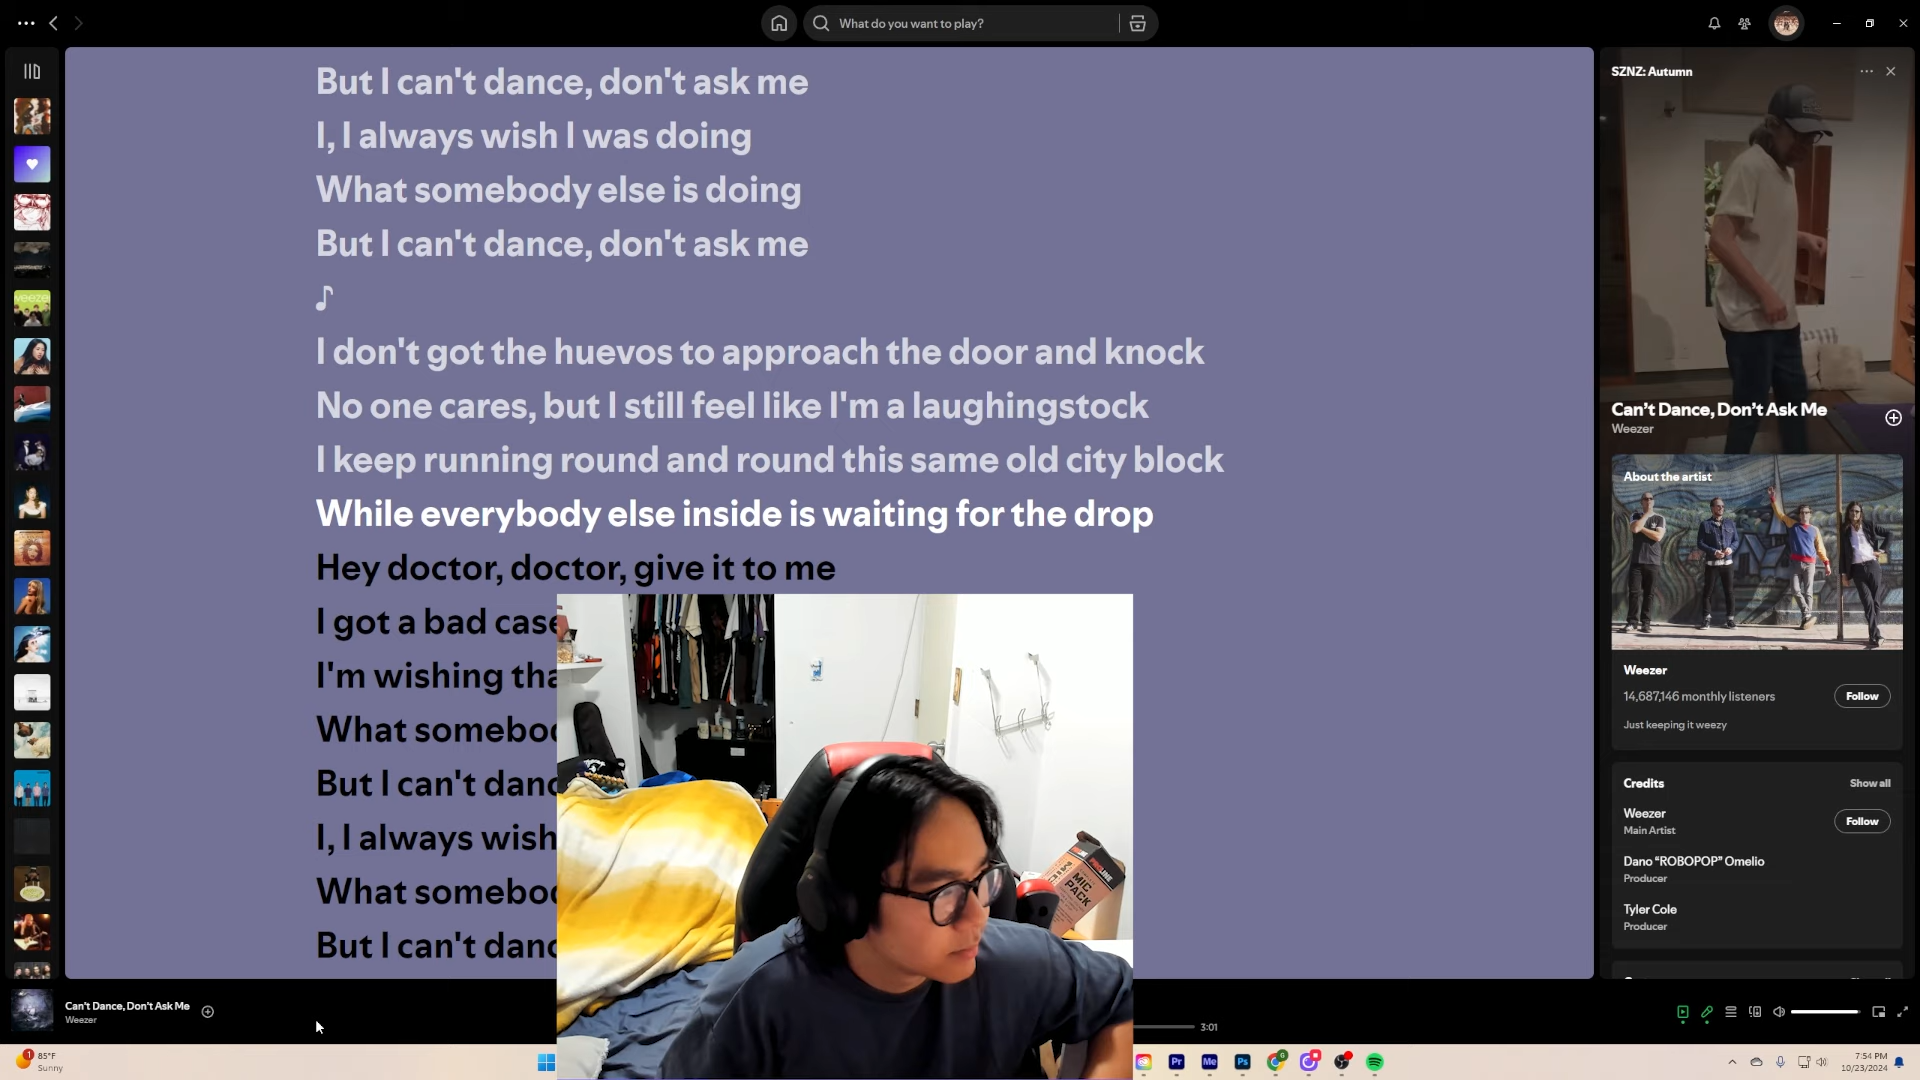 What do you want to play?
But I can't dance, don't ask me
I, I always wish I was doing
What somebody else is doing
But I can't dance, don't ask me
I don't got the huevos to approach the door and knock
No one cares, but I still feel like I'm a laughingstock
I keep running round and round this same old city block
While everybody else inside is waiting for the drop
Hey doctor, doctor, give it to me
I got a bad case
I'm wishing tha
What somebo
But I can't danc
I, I always wish
What somebo
But I can't danc
SZNZ: Autumn
Can't Dance, Don't Ask Me
Weezer
About the artist
Weezer
14,687,146 monthly listeners
Follow
Just keeping it weezy
Credits
Show all
Weezer
Main Artist
Follow
Dano "ROBOPOP" Omelio
Producer
Tyler Cole
Producer
weezer
MIC
PACK
Can't Dance, Don't Ask Me
Weezer
3:01
1
85°F
Sunny
Pr
Me
Ps
7:54 PM
10/23/2024